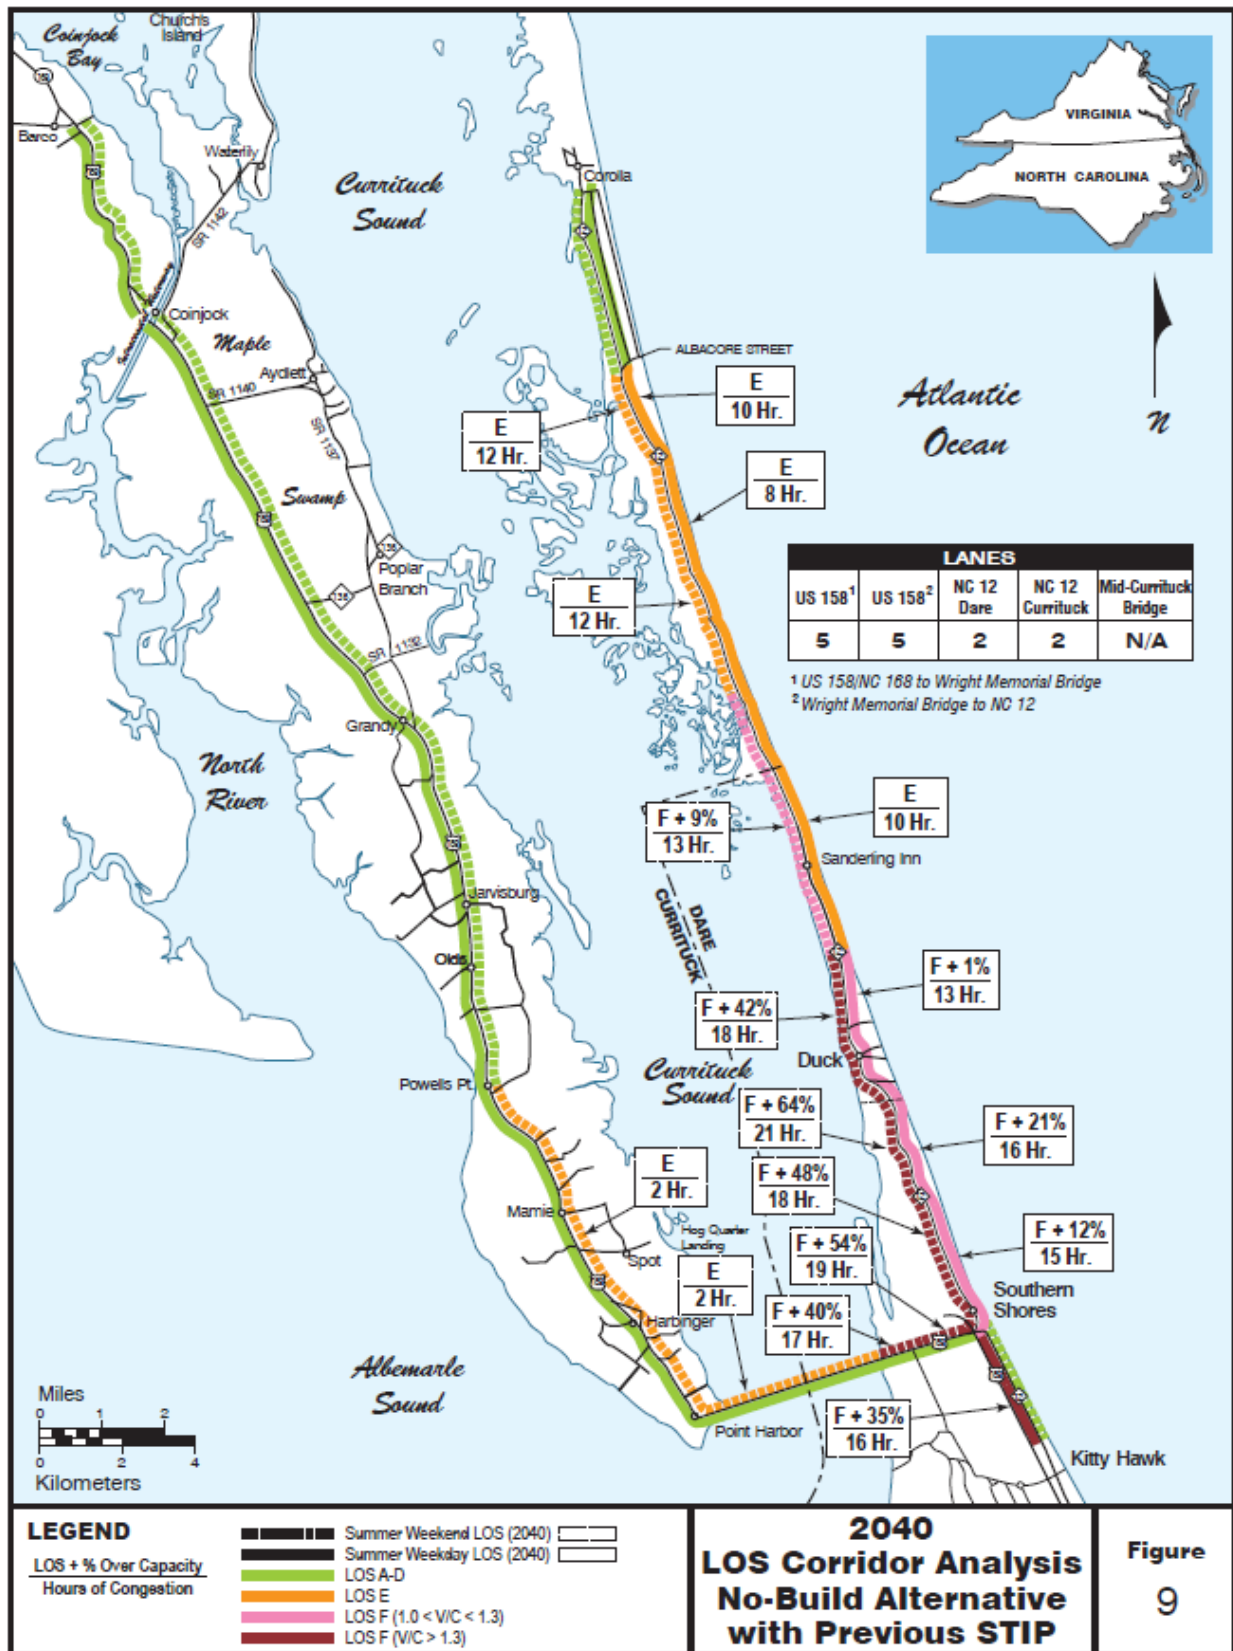 Coinjock
Bay
Church's
Island
Barco
Waterlily
SR 1142
Currituck
Sound
Corolla
VIRGINIA
NORTH CAROLINA
N
Coinjock
Maple
ALBACORE STREET
Aydlett
SR 1140
SR 1137
Atlantic
Ocean
E
10 Hr.
E
12 Hr.
E
8 Hr.
Swamp
Poplar
Branch
SR 1132
E
12 Hr.
LANES
US 158¹ US 158² NC 12 Dare NC 12 Currituck Mid-Currituck Bridge
5 5 2 2 N/A
¹ US 158/NC 168 to Wright Memorial Bridge
² Wright Memorial Bridge to NC 12
Grandy
North
River
F + 9%
13 Hr.
E
10 Hr.
Sanderling Inn
Jarvisburg
DARE
CURRITUCK
Olds
F + 1%
13 Hr.
F + 42%
18 Hr.
Duck
Currituck
Sound
Powells Pt.
F + 64%
21 Hr.
F + 21%
16 Hr.
E
2 Hr.
F + 48%
18 Hr.
Mamie
Hog Quarter
Landing
Spot
F + 54%
19 Hr.
F + 12%
15 Hr.
E
2 Hr.
Southern
Shores
F + 40%
17 Hr.
Harbinger
Albemarle
Sound
Point Harbor
F + 35%
16 Hr.
Kitty Hawk
Miles
0 1 2
0 2 4
Kilometers
LEGEND
LOS + % Over Capacity
Hours of Congestion
Summer Weekend LOS (2040)
Summer Weekday LOS (2040)
LOS A-D
LOS E
LOS F (1.0 < V/C < 1.3)
LOS F (V/C > 1.3)
2040
LOS Corridor Analysis
No-Build Alternative
with Previous STIP
Figure
9